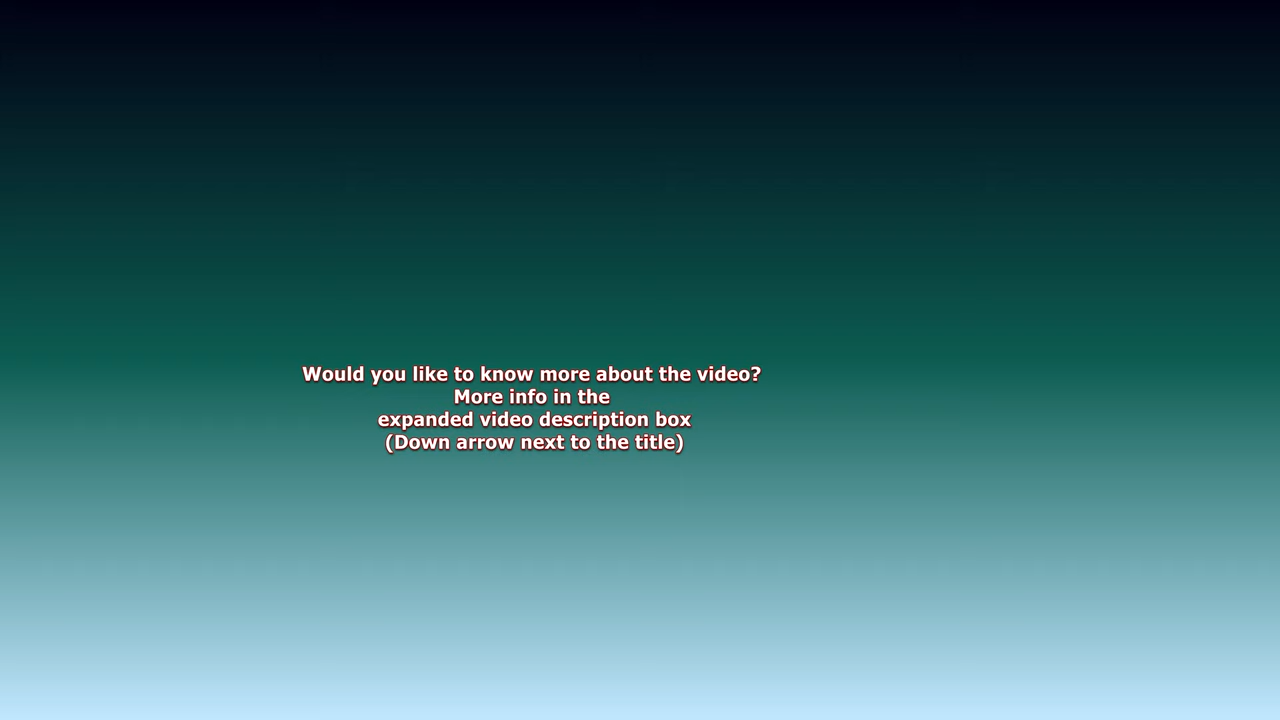 Would you like to know more about the video?
More info in the
expanded video description box
(Down arrow next to the title)